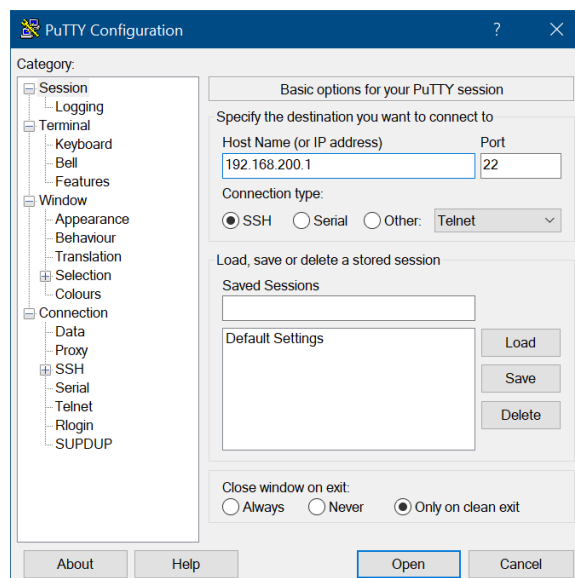 PuTTY Configuration
?
Category:
Session
Logging
Terminal
Keyboard
Bell
Features
Window
Appearance
Behaviour
Translation
Selection
Colours
Connection
Data
Proxy
SSH
Serial
Telnet
Rlogin
SUPDUP
Basic options for your PuTTY session
Specify the destination you want to connect to
Host Name (or IP address) Port
192.168.200.1 22
Connection type:
SSH Serial Other: Telnet
Load, save or delete a stored session
Saved Sessions
Default Settings
Load
Save
Delete
Close window on exit:
Always Never Only on clean exit
About Help Open Cancel